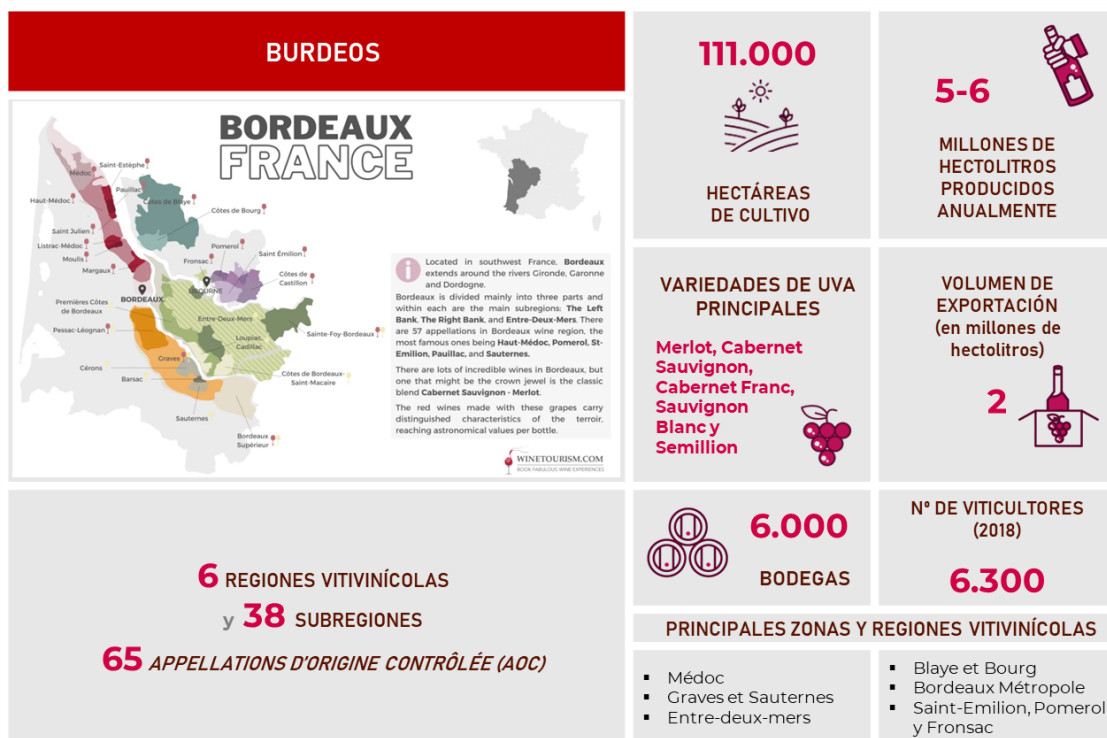 BURDEOS
BORDEAUX
FRANCE
Saint-Estèphe
Médoc
Pauillac
Haut-Médoc
Côtes de Blaye
Côtes de Bourg
Saint Julien
Listrac-Médoc
Moulis
Margaux
Pomerol
Saint Émilion
Fronsac
Côtes de
Castillon
LIBOURNE
BORDEAUX
Premières Côtes
de Bordeaux
Entre-Deux-Mers
Pessac-Léognan
Sainte-Foy-Bordeaux
Loupiac,
Cadillac
Graves
Cérons
Barsac
Côtes de Bordeaux-
Saint-Macaire
Sauternes
Bordeaux
Supérieur
i
Located in southwest France, Bordeaux
extends around the rivers Gironde, Garonne
and Dordogne.
Bordeaux is divided mainly into three parts and
within each are the main subregions: The Left
Bank, The Right Bank, and Entre-Deux-Mers. There
are 57 appellations in Bordeaux wine region, the
most famous ones being Haut-Médoc, Pomerol, St-
Emilion, Pauillac, and Sauternes.
There are lots of incredible wines in Bordeaux, but
one that might be the crown jewel is the classic
blend Cabernet Sauvignon - Merlot.
The red wines made with these grapes carry
distinguished characteristics of the terroir,
reaching astronomical values per bottle.
WINETOURISM.COM
BOOK FABULOUS WINE EXPERIENCES
111.000
HECTÁREAS
DE CULTIVO
5-6
MILLONES DE
HECTOLITROS
PRODUCIDOS
ANUALMENTE
VARIEDADES DE UVA
PRINCIPALES
Merlot, Cabernet
Sauvignon,
Cabernet Franc,
Sauvignon
Blanc y
Semillion
VOLUMEN DE
EXPORTACIÓN
(en millones de
hectolitros)
2
6 REGIONES VITIVINÍCOLAS
y 38 SUBREGIONES
65 APPELLATIONS D'ORIGINE CONTRÔLÉE (AOC)
6.000
BODEGAS
Nº DE VITICULTORES
(2018)
6.300
PRINCIPALES ZONAS Y REGIONES VITIVINÍCOLAS
▪ Médoc
▪ Graves et Sauternes
▪ Entre-deux-mers
▪ Blaye et Bourg
▪ Bordeaux Métropole
▪ Saint-Emilion, Pomerol
y Fronsac